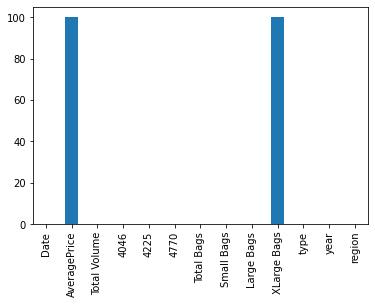 100
80
60
40
20
0
Date
AveragePrice
Total Volume
4046
4225
4770
Total Bags
Small Bags
Large Bags
XLarge Bags
type
year
region